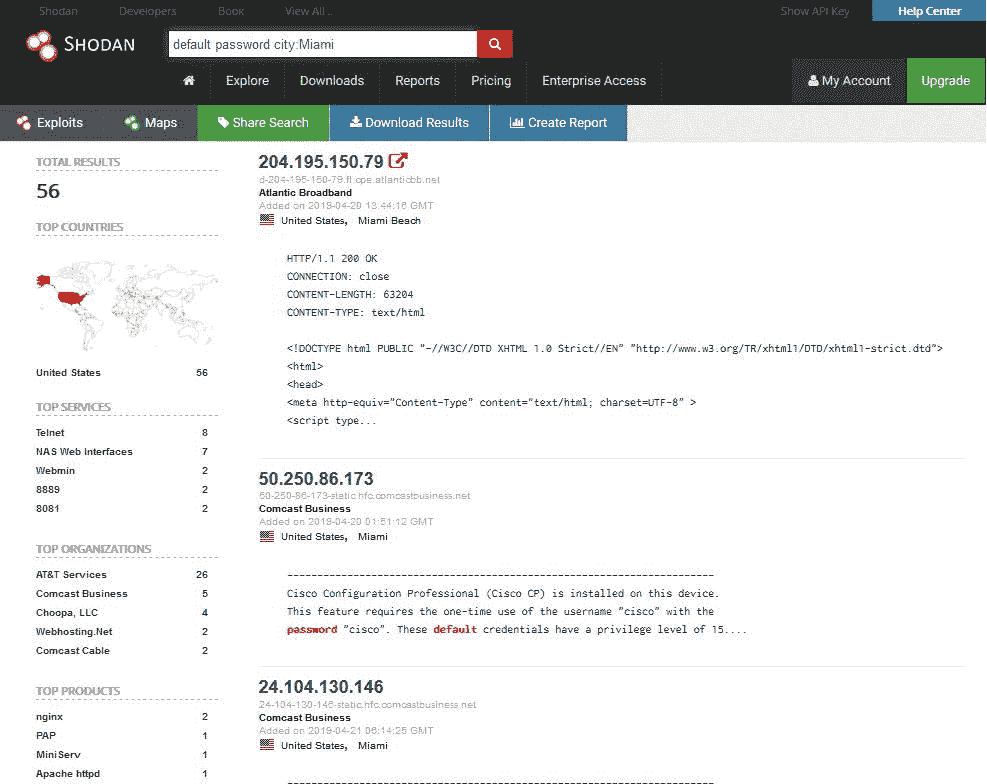 Shodan Developers Book View All... Show API Key Help Center
SHODAN
default password city:Miami
Explore Downloads Reports Pricing Enterprise Access My Account Upgrade
Exploits Maps Share Search Download Results Create Report
TOTAL RESULTS
56
TOP COUNTRIES
United States 56
TOP SERVICES
Telnet 8
NAS Web Interfaces 7
Webmin 2
8889 2
8081 2
TOP ORGANIZATIONS
AT&T Services 26
Comcast Business 5
Choopa, LLC 4
Webhosting.Net 2
Comcast Cable 2
TOP PRODUCTS
nginx 2
PAP 1
MiniServ 1
Apache httpd 1
204.195.150.79
d-204-195-150-79.fl.cpe.atlanticbb.net
Atlantic Broadband
Added on 2019-04-20 13:44:16 GMT
United States, Miami Beach
HTTP/1.1 200 OK
CONNECTION: close
CONTENT-LENGTH: 63204
CONTENT-TYPE: text/html
<!DOCTYPE html PUBLIC "-//W3C//DTD XHTML 1.0 Strict//EN" "http://www.w3.org/TR/xhtml1/DTD/xhtml1-strict.dtd">
<html>
<head>
<meta http-equiv="Content-Type" content="text/html; charset=UTF-8" >
<script type...
50.250.86.173
50-250-86-173-static.hfc.comcastbusiness.net
Comcast Business
Added on 2019-04-20 01:51:12 GMT
United States, Miami
-----------------------------------------------------------------------
Cisco Configuration Professional (Cisco CP) is installed on this device.
This feature requires the one-time use of the username "cisco" with the
password "cisco". These default credentials have a privilege level of 15....
24.104.130.146
24-104-130-146-static.hfc.comcastbusiness.net
Comcast Business
Added on 2019-04-21 06:14:25 GMT
United States, Miami
-----------------------------------------------------------------------